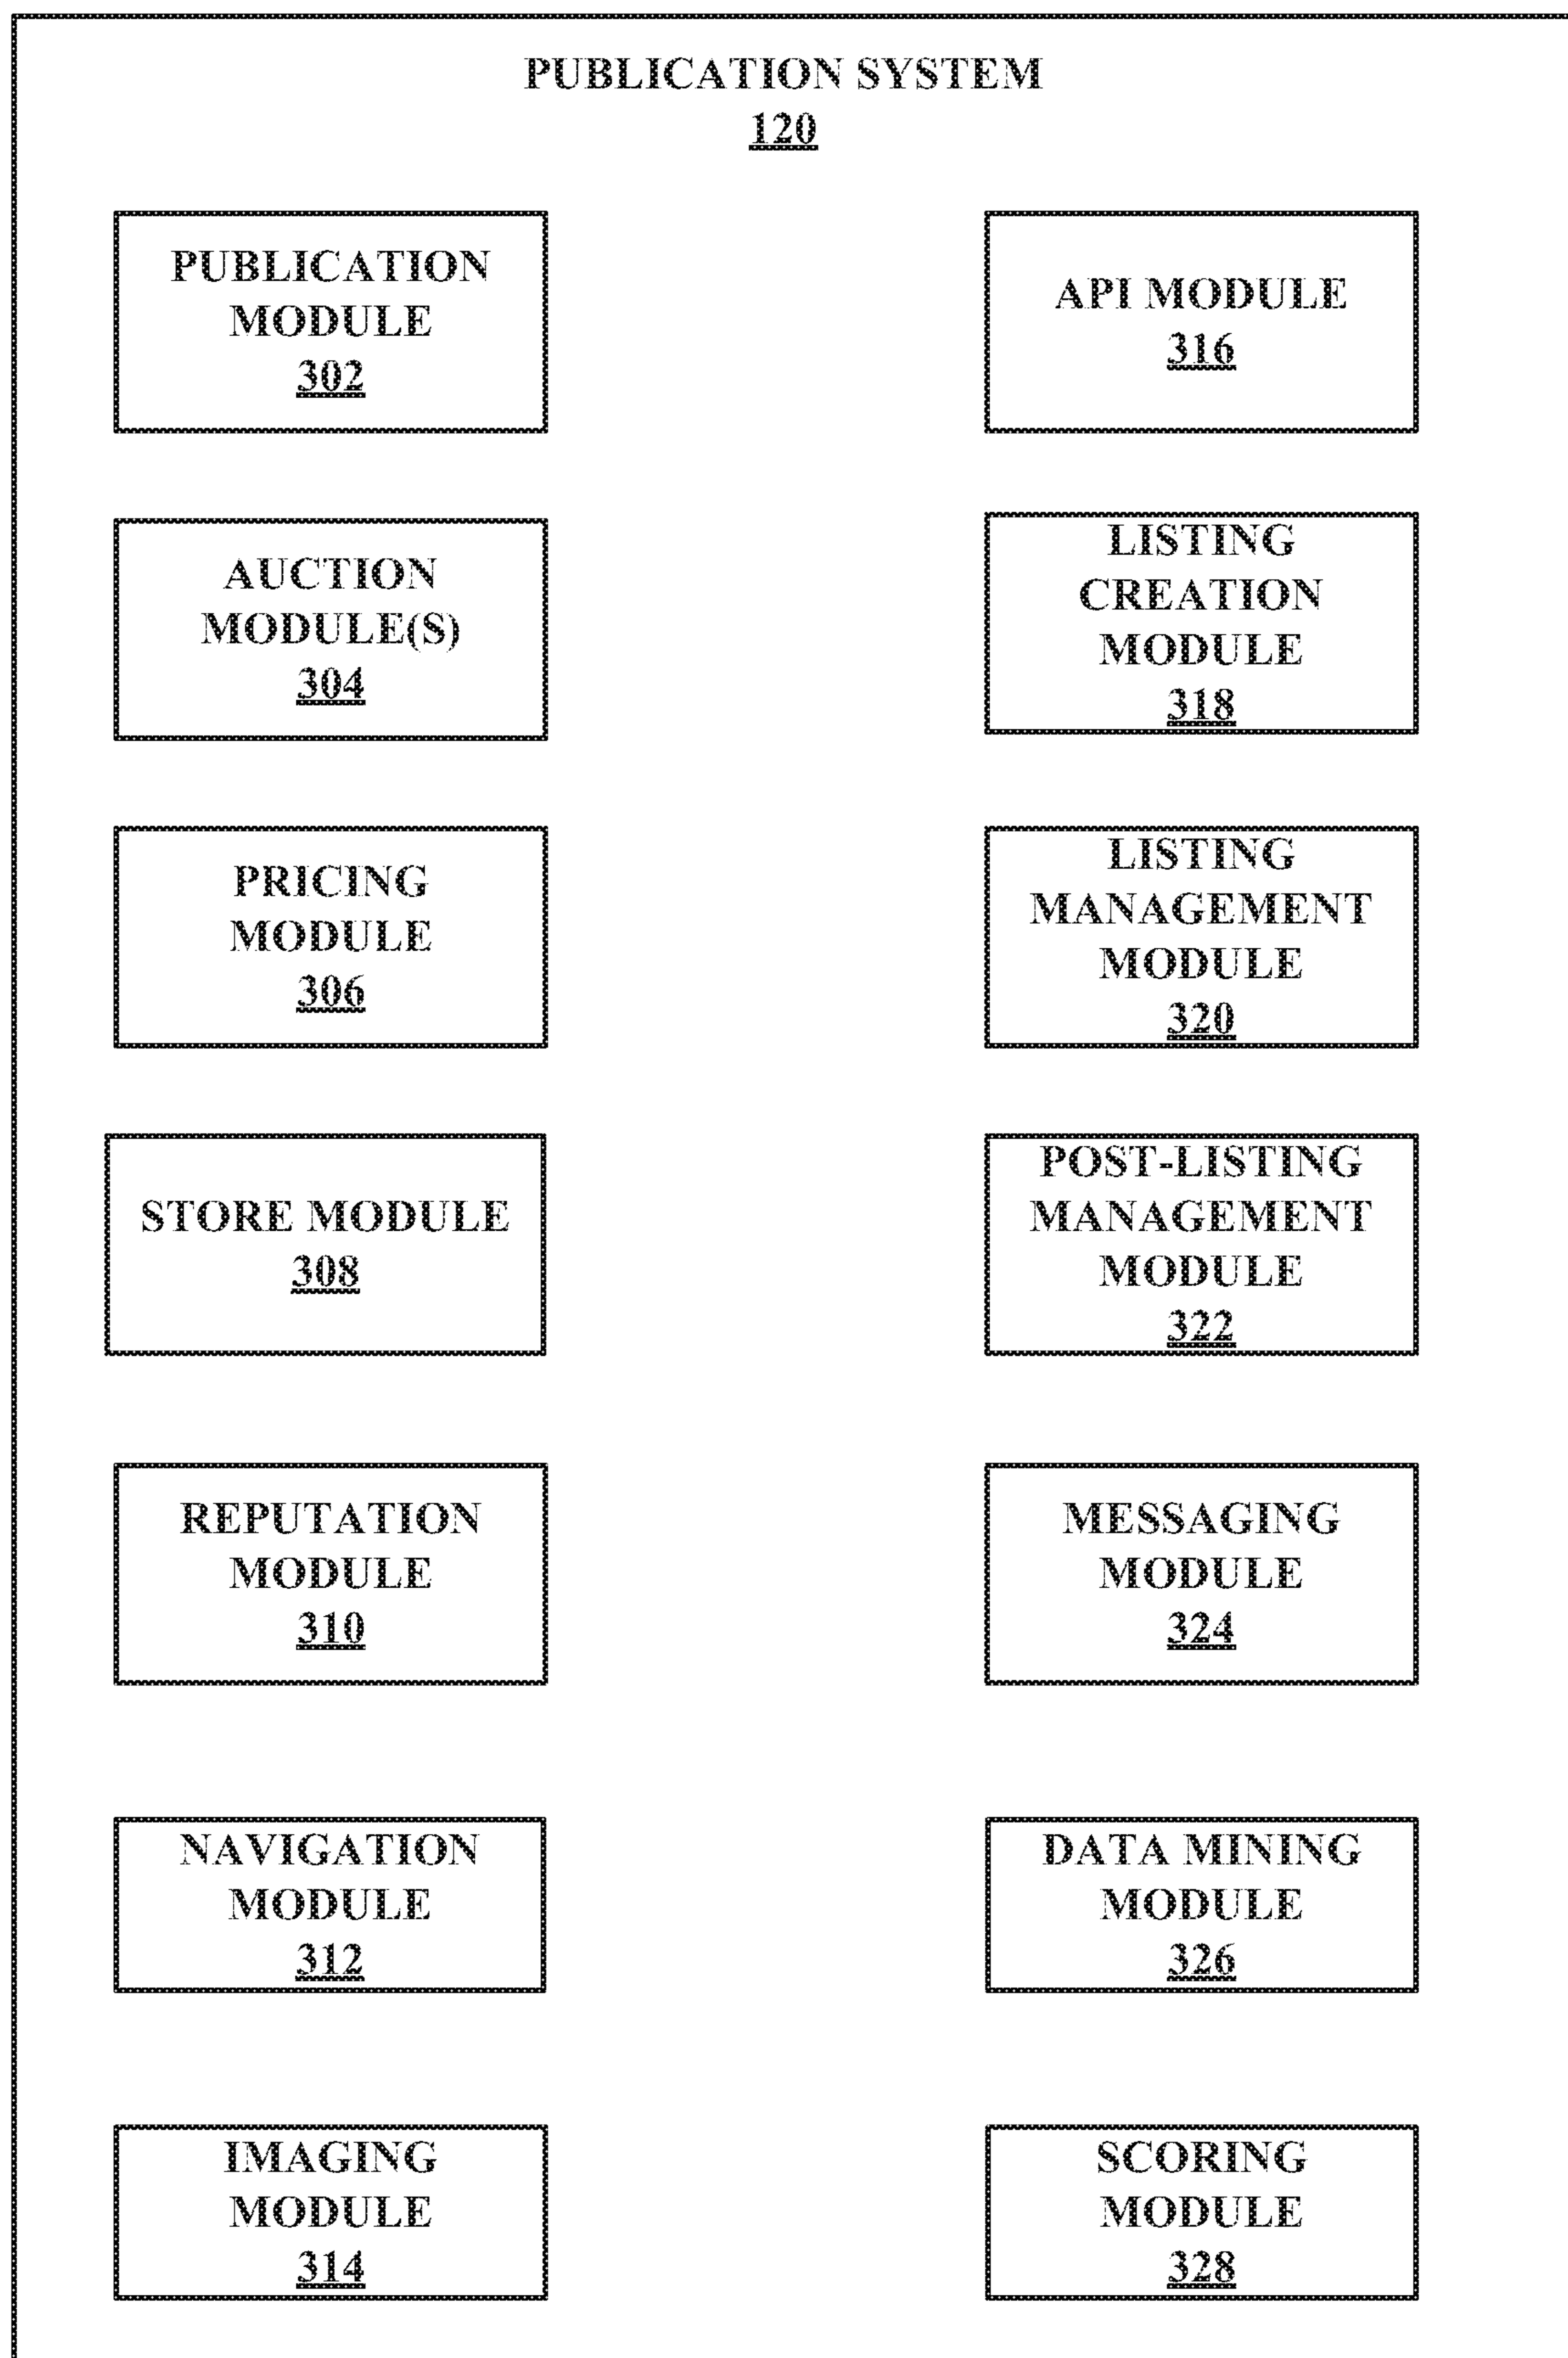 PUBLICATION SYSTEM
120
PUBLICATION
MODULE
302
AUCTION
MODULE(S)
304
PRICING
MODULE
306
STORE MODULE
308
REPUTATION
MODULE
310
NAVIGATION
MODULE
312
IMAGING
MODULE
314
API MODULE
316
LISTING
CREATION
MODULE
318
LISTING
MANAGEMENT
MODULE
320
POST-LISTING
MANAGEMENT
MODULE
322
MESSAGING
MODULE
324
DATA MINING
MODULE
326
SCORING
MODULE
328